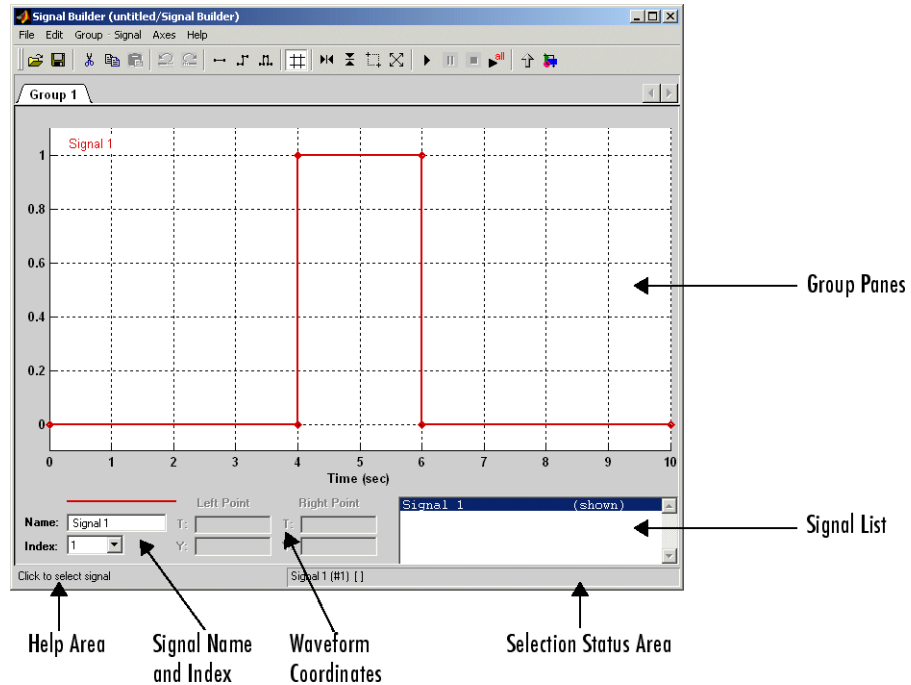 Signal Builder (untitled/Signal Builder)
File Edit Group Signal Axes Help
all
Group 1
Signal 1
1
0.8
0.6
0.4
0.2
0
0 1 2 3 4 5 6 7 8 9 10
Time (sec)
Group Panes
Left Point Right Point
Signal 1 (shown)
Name: Signal 1 T: T:
Index: 1 Y:
Signal List
Click to select signal
Signal 1 (#1) [ ]
Help Area
Signal Name
and Index
Waveform
Coordinates
Selection Status Area